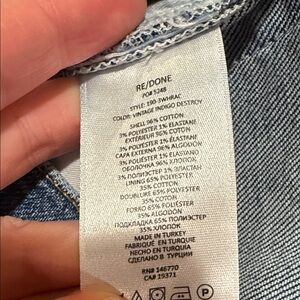 RE/DONE
PO# 5248
STYLE: 190-3WHRAC
COLOR: VINTAGE INDIGO DESTROY
SHELL 96% COTTON
3% POLYESTER 1% ELASTANE
EXTÉRIEUR 96% COTON
3% POLYESTER 1% ÉLASTHANE
CAPA EXTERNA 96% ALGODÓN
3% POLIÉSTER 1% ELASTANO
ОБОЛОЧКА 96% ХЛОПОК
3% ПОЛИЭСТЕР 1% ЭЛАСТАН
LINING 65% POLYESTER
35% COTTON
DOUBLURE 65% POLYESTER
35% COTON
FORRO 65% POLIÉSTER
35% ALGODÓN
ПОДКЛАДКА 65% ПОЛИЭСТЕР
35% ХЛОПОК
MADE IN TURKEY
FABRIQUÉ EN TURQUIE
HECHO EN TURQUÍA
СДЕЛАНО В ТУРЦИИ
RN# 146770
CA# 19371